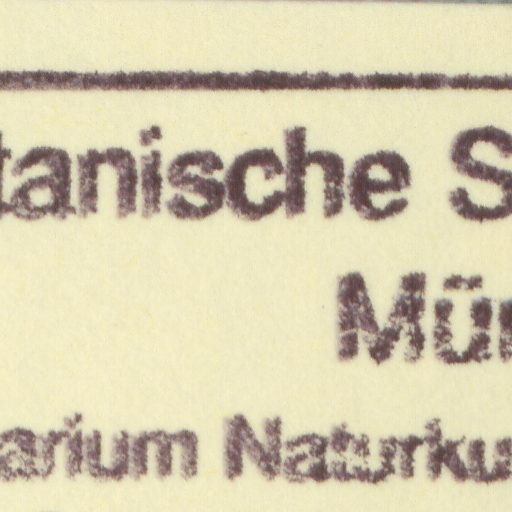 tanische S
Mün
arium Naturku